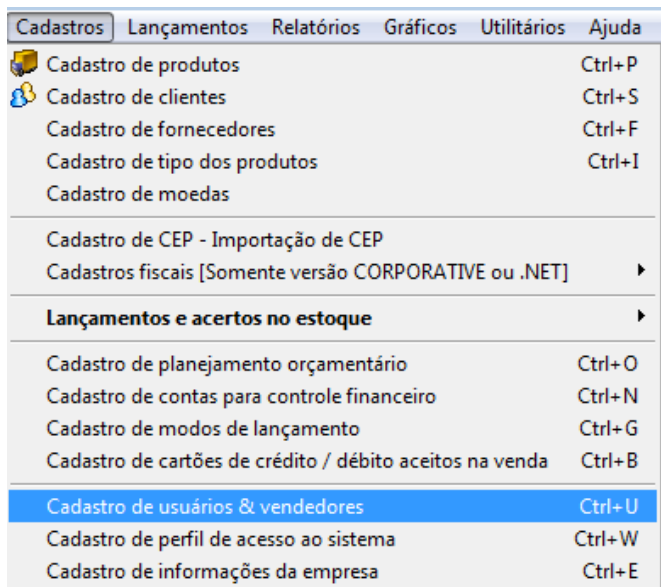 Cadastros Lançamentos Relatórios Gráficos Utilitários Ajuda
Cadastro de produtos Ctrl+P
Cadastro de clientes Ctrl+S
Cadastro de fornecedores Ctrl+F
Cadastro de tipo dos produtos Ctrl+I
Cadastro de moedas
Cadastro de CEP - Importação de CEP
Cadastros fiscais [Somente versão CORPORATIVE ou .NET]
Lançamentos e acertos no estoque
Cadastro de planejamento orçamentário Ctrl+O
Cadastro de contas para controle financeiro Ctrl+N
Cadastro de modos de lançamento Ctrl+G
Cadastro de cartões de crédito / débito aceitos na venda Ctrl+B
Cadastro de usuários & vendedores Ctrl+U
Cadastro de perfil de acesso ao sistema Ctrl+W
Cadastro de informações da empresa Ctrl+E